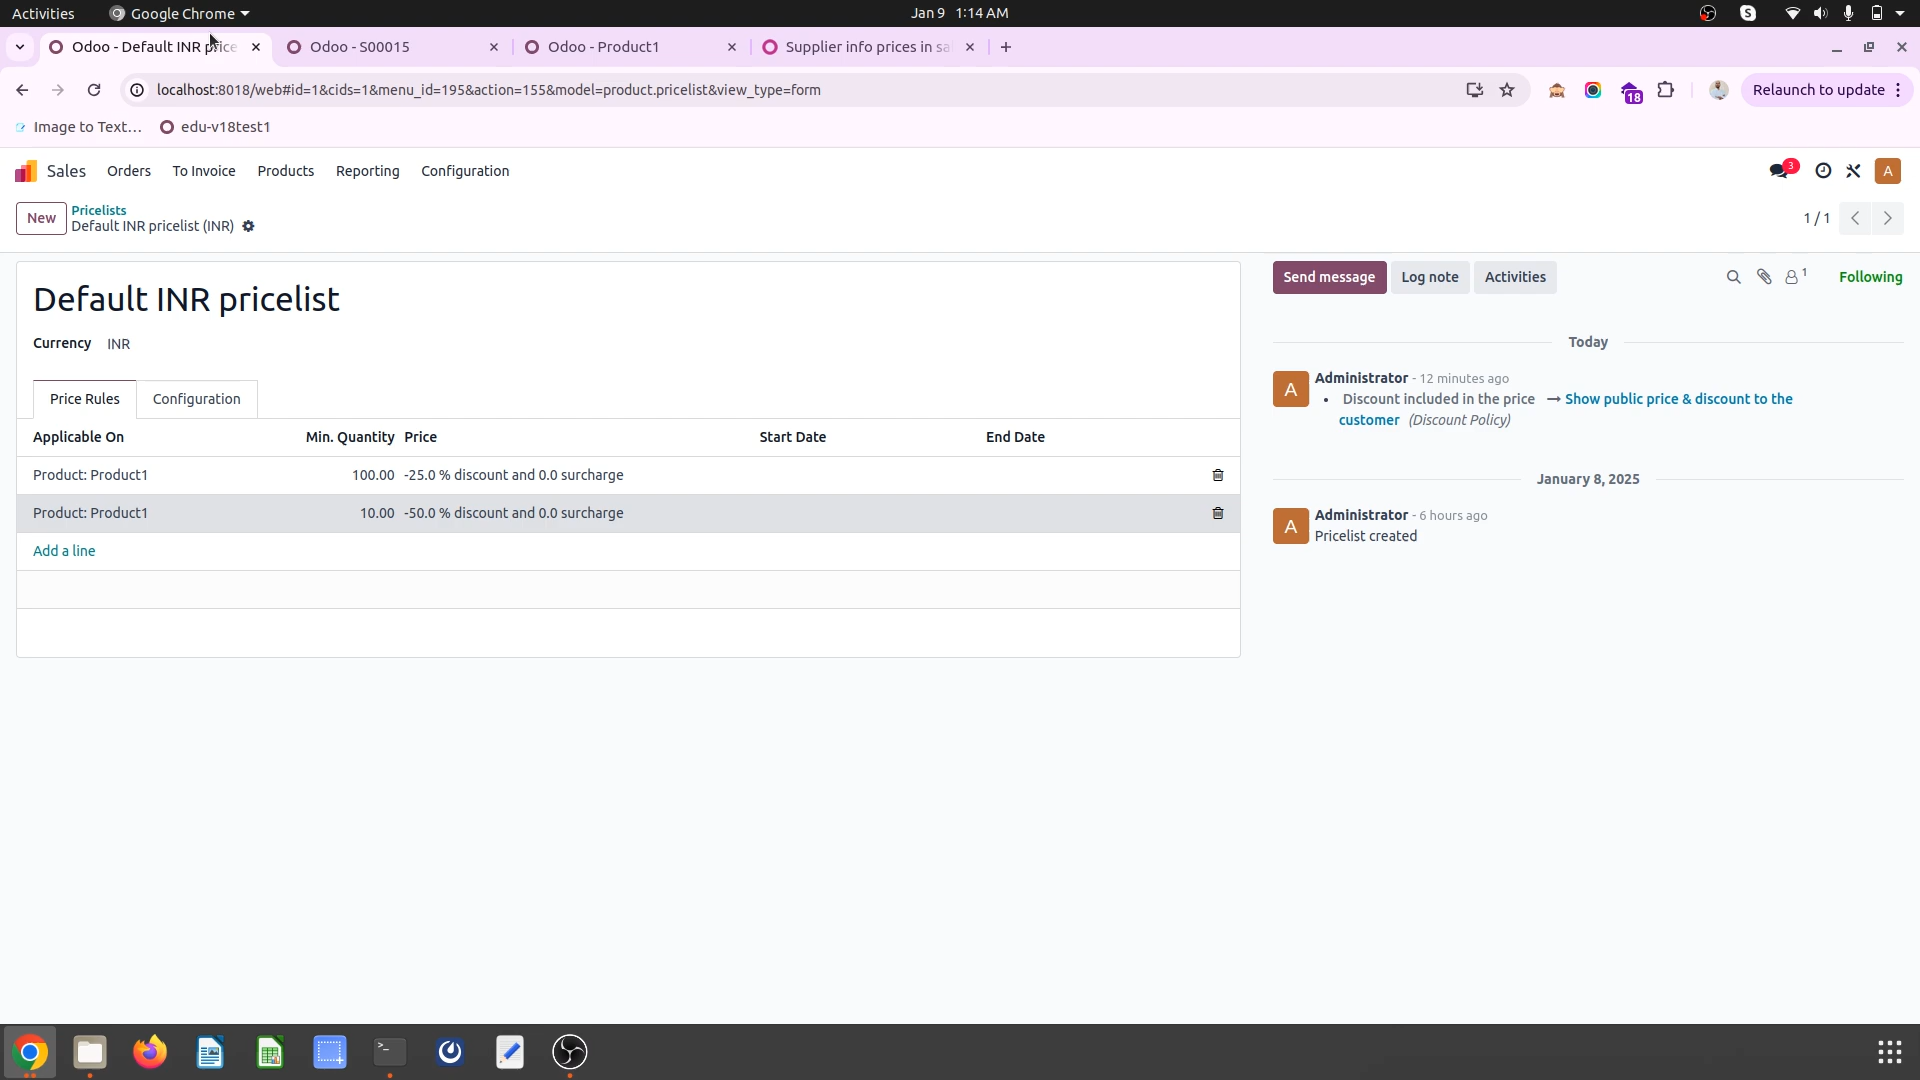 Activities
Google Chrome
Jan 9 1:14 AM
Odoo - Default INR price
Odoo - S00015
Odoo - Product1
Supplier info prices in sa
localhost:8018/web#id=1&cids=1&menu_id=195&action=155&model=product.pricelist&view_type=form
18
Relaunch to update
Image to Text...
edu-v18test1
Sales
Orders
To Invoice
Products
Reporting
Configuration
3
A
New
Pricelists
Default INR pricelist (INR)
1 / 1
Default INR pricelist
Currency INR
Price Rules
Configuration
Applicable On Min. Quantity Price Start Date End Date
Product: Product1 100.00 -25.0 % discount and 0.0 surcharge
Product: Product1 10.00 -50.0 % discount and 0.0 surcharge
Add a line
Send message
Log note
Activities
1
Following
Today
A
Administrator - 12 minutes ago
• Discount included in the price → Show public price & discount to the
customer (Discount Policy)
January 8, 2025
A
Administrator - 6 hours ago
Pricelist created